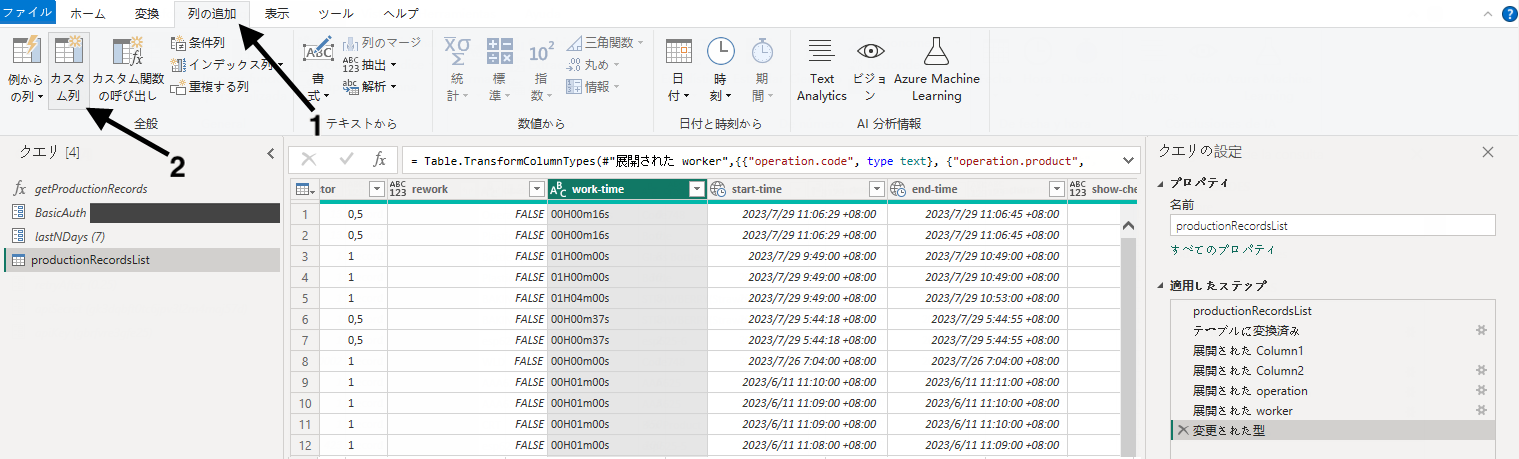 ファイル ホーム 変換 列の追加 表示 ツール ヘルプ
例からの列 カスタム列 カスタム関数の呼び出し 条件列 インデックス列 重複する列 全般
書式 列のマージ 抽出 解析 テキストから
統計 標準 指数 三角関数 丸め 情報 数値から
日付 時刻 期間 日付と時刻から
Text Analytics ビジョン Azure Machine Learning AI 分析情報
1
2
クエリ [4]
getProductionRecords
BasicAuth
lastNDays (7)
productionRecordsList
fx = Table.TransformColumnTypes(#"展開された worker",{{"operation.code", type text}, {"operation.product",
tor rework work-time start-time end-time show-che
1 0,5 FALSE 00H00m16s 2023/7/29 11:06:29 +08:00 2023/7/29 11:06:45 +08:00
2 0,5 FALSE 00H00m16s 2023/7/29 11:06:29 +08:00 2023/7/29 11:06:45 +08:00
3 1 FALSE 01H00m00s 2023/7/29 9:49:00 +08:00 2023/7/29 10:49:00 +08:00
4 1 FALSE 01H00m00s 2023/7/29 9:49:00 +08:00 2023/7/29 10:49:00 +08:00
5 1 FALSE 01H04m00s 2023/7/29 9:49:00 +08:00 2023/7/29 10:53:00 +08:00
6 0,5 FALSE 00H00m37s 2023/7/29 5:44:18 +08:00 2023/7/29 5:44:55 +08:00
7 0,5 FALSE 00H00m37s 2023/7/29 5:44:18 +08:00 2023/7/29 5:44:55 +08:00
8 1 FALSE 00H00m00s 2023/7/26 7:04:00 +08:00 2023/7/26 7:04:00 +08:00
9 1 FALSE 00H01m00s 2023/6/11 11:10:00 +08:00 2023/6/11 11:11:00 +08:00
10 1 FALSE 00H01m00s 2023/6/11 11:09:00 +08:00 2023/6/11 11:10:00 +08:00
11 1 FALSE 00H01m00s 2023/6/11 11:09:00 +08:00 2023/6/11 11:10:00 +08:00
12 1 FALSE 00H01m00s 2023/6/11 11:08:00 +08:00 2023/6/11 11:09:00 +08:00
クエリの設定
プロパティ
名前
productionRecordsList
すべてのプロパティ
適用したステップ
productionRecordsList
テーブルに変換済み
展開された Column1
展開された Column2
展開された operation
展開された worker
変更された型